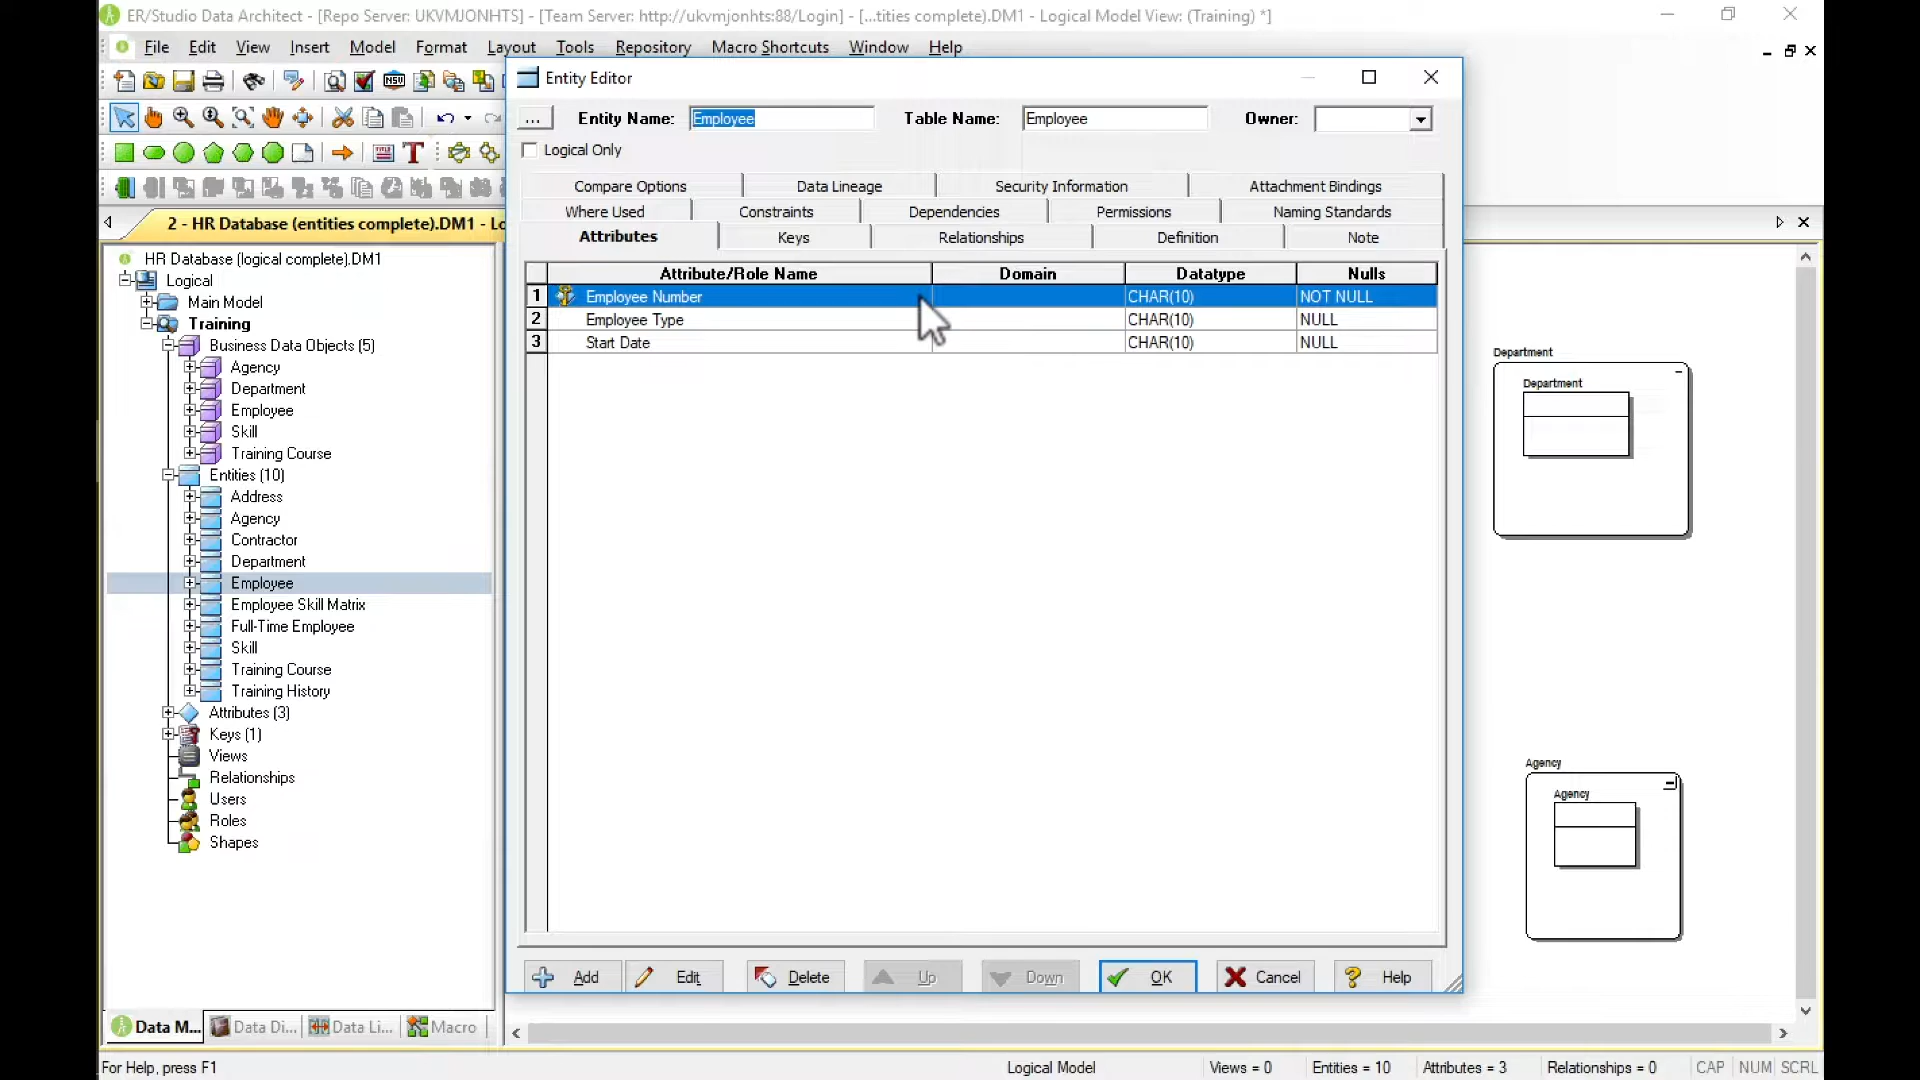 ER/Studio Data Architect - [Repo Server: UKVMJONHTS] - [Team Server: http://ukvmjonhts:88/Login] - [...tities complete).DM1 - Logical Model View: (Training) *]
File Edit View Insert Model Format Layout Tools Repository Macro Shortcuts Window Help
Entity Editor
... Entity Name: Employee Table Name: Employee Owner:
Logical Only
Compare Options Data Lineage Security Information Attachment Bindings
Where Used Constraints Dependencies Permissions Naming Standards
Attributes Keys Relationships Definition Note
Attribute/Role Name Domain Datatype Nulls
1 Employee Number CHAR(10) NOT NULL
2 Employee Type CHAR(10) NULL
3 Start Date CHAR(10) NULL
Add Edit Delete Up Down OK Cancel Help
2 - HR Database (entities complete).DM1 - Lo
HR Database (logical complete).DM1
Logical
Main Model
Training
Business Data Objects (5)
Agency
Department
Employee
Skill
Training Course
Entities (10)
Address
Agency
Contractor
Department
Employee
Employee Skill Matrix
Full-Time Employee
Skill
Training Course
Training History
Attributes (3)
Keys (1)
Views
Relationships
Users
Roles
Shapes
Data M... Data Di... Data Li... Macro
Department
Department
Agency
Agency
For Help, press F1 Logical Model Views = 0 Entities = 10 Attributes = 3 Relationships = 0 CAP NUM SCRL